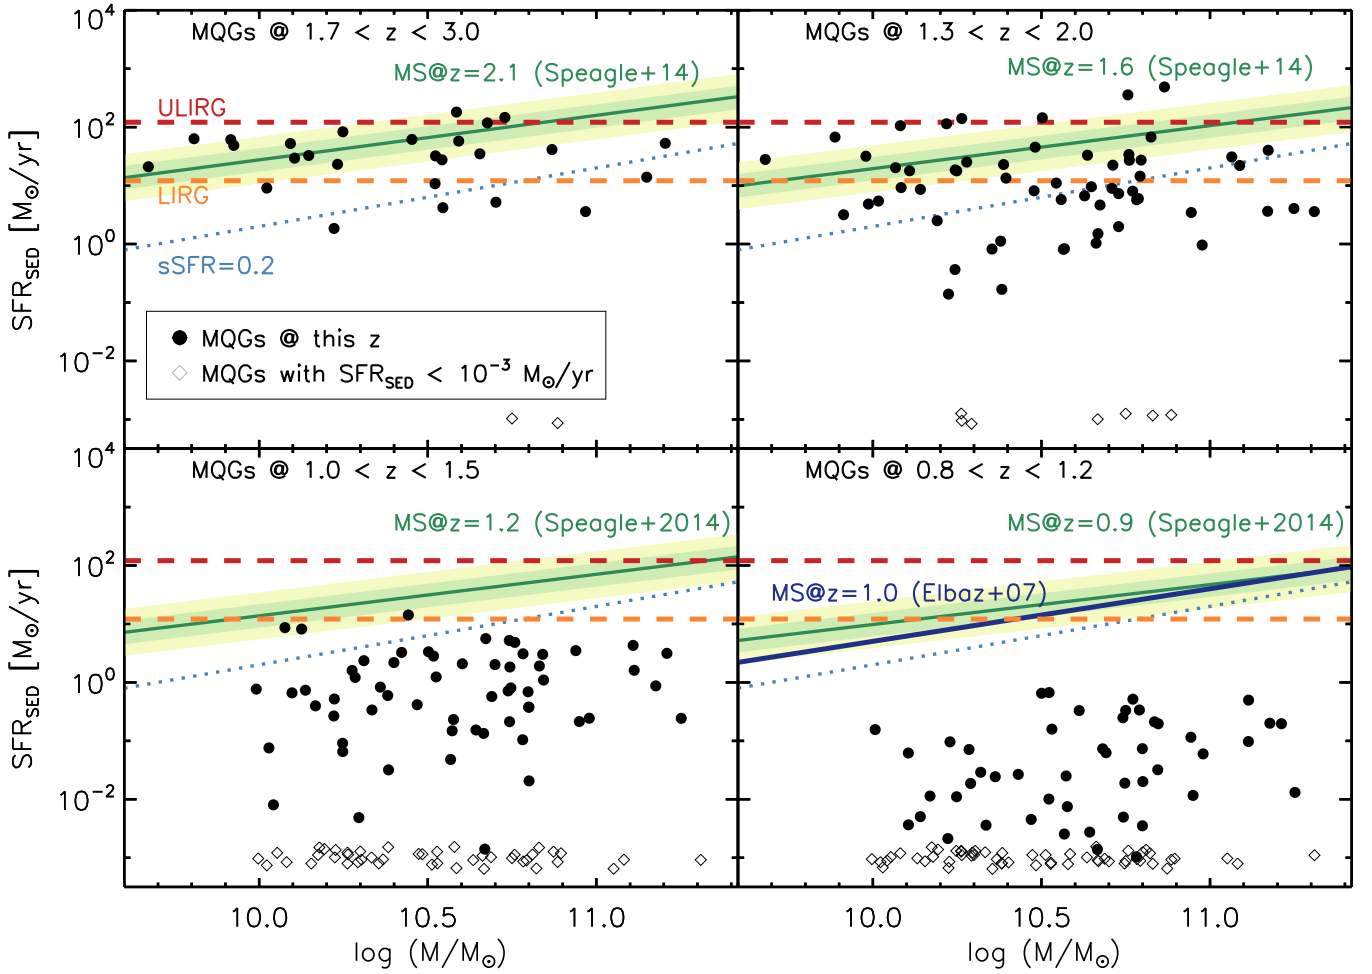 MQGs @ 1.7 < z < 3.0
MS@z=2.1 (Speagle+14)
ULIRG
LIRG
sSFR=0.2
MQGs @ this z
MQGs with SFR_SED < 10^-3 M⊙/yr
10^4
10^2
10^0
10^-2
SFR_SED [M⊙/yr]
MQGs @ 1.3 < z < 2.0
MS@z=1.6 (Speagle+14)
MQGs @ 1.0 < z < 1.5
MS@z=1.2 (Speagle+2014)
10^4
10^2
10^0
10^-2
SFR_SED [M⊙/yr]
10.0 10.5 11.0
log (M/M⊙)
MQGs @ 0.8 < z < 1.2
MS@z=0.9 (Speagle+2014)
MS@z=1.0 (Elbaz+07)
10.0 10.5 11.0
log (M/M⊙)